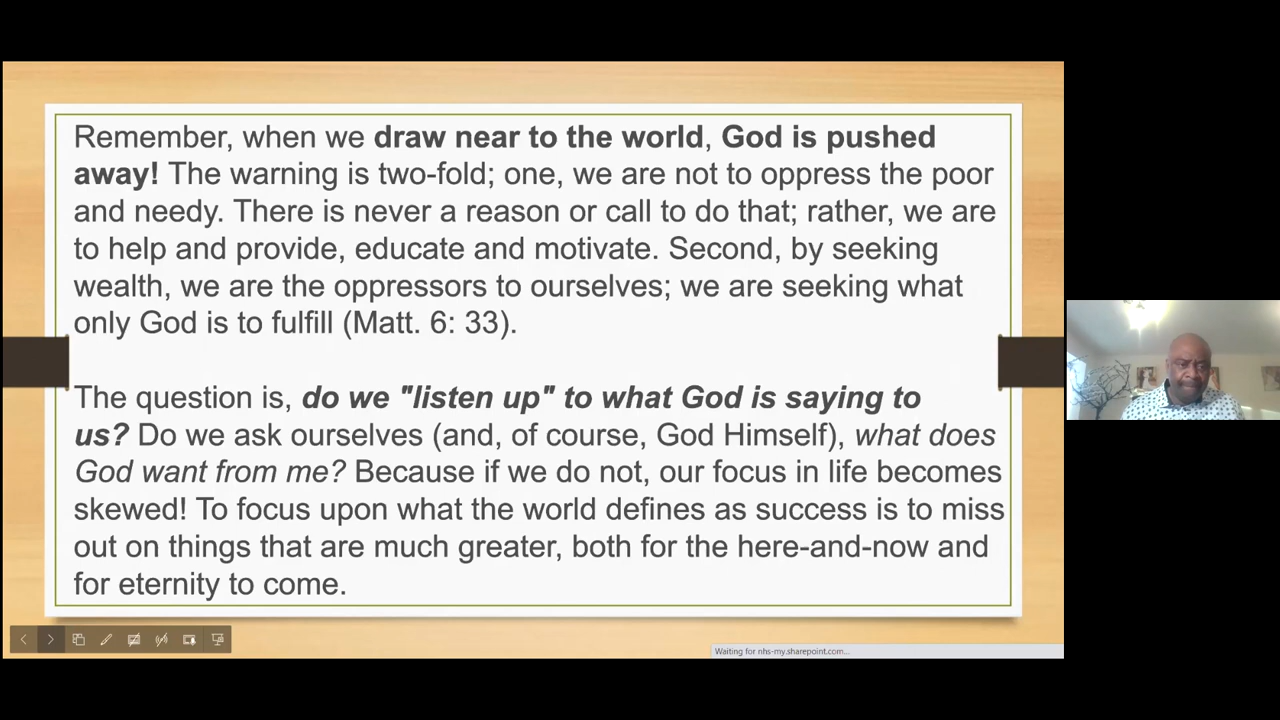 Remember, when we draw near to the world, God is pushed
away! The warning is two-fold; one, we are not to oppress the poor
and needy. There is never a reason or call to do that; rather, we are
to help and provide, educate and motivate. Second, by seeking
wealth, we are the oppressors to ourselves; we are seeking what
only God is to fulfill (Matt. 6: 33).
The question is, do we "listen up" to what God is saying to
us? Do we ask ourselves (and, of course, God Himself), what does
God want from me? Because if we do not, our focus in life becomes
skewed! To focus upon what the world defines as success is to miss
out on things that are much greater, both for the here-and-now and
for eternity to come.
Waiting for nhs-my.sharepoint.com...